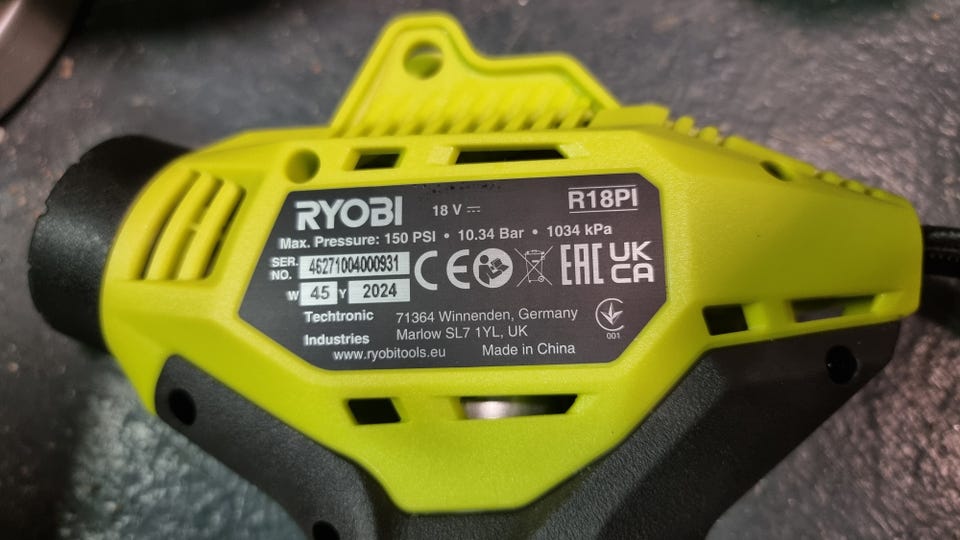 RYOBI 18 V ⎓ R18PI
Max. Pressure: 150 PSI • 10.34 Bar • 1034 kPa
SER. NO. 46271004000931 CE EAC UK CA
W 45 Y 2024
Techtronic Industries
71364 Winnenden, Germany
Marlow SL7 1YL, UK
001
www.ryobitools.eu Made in China